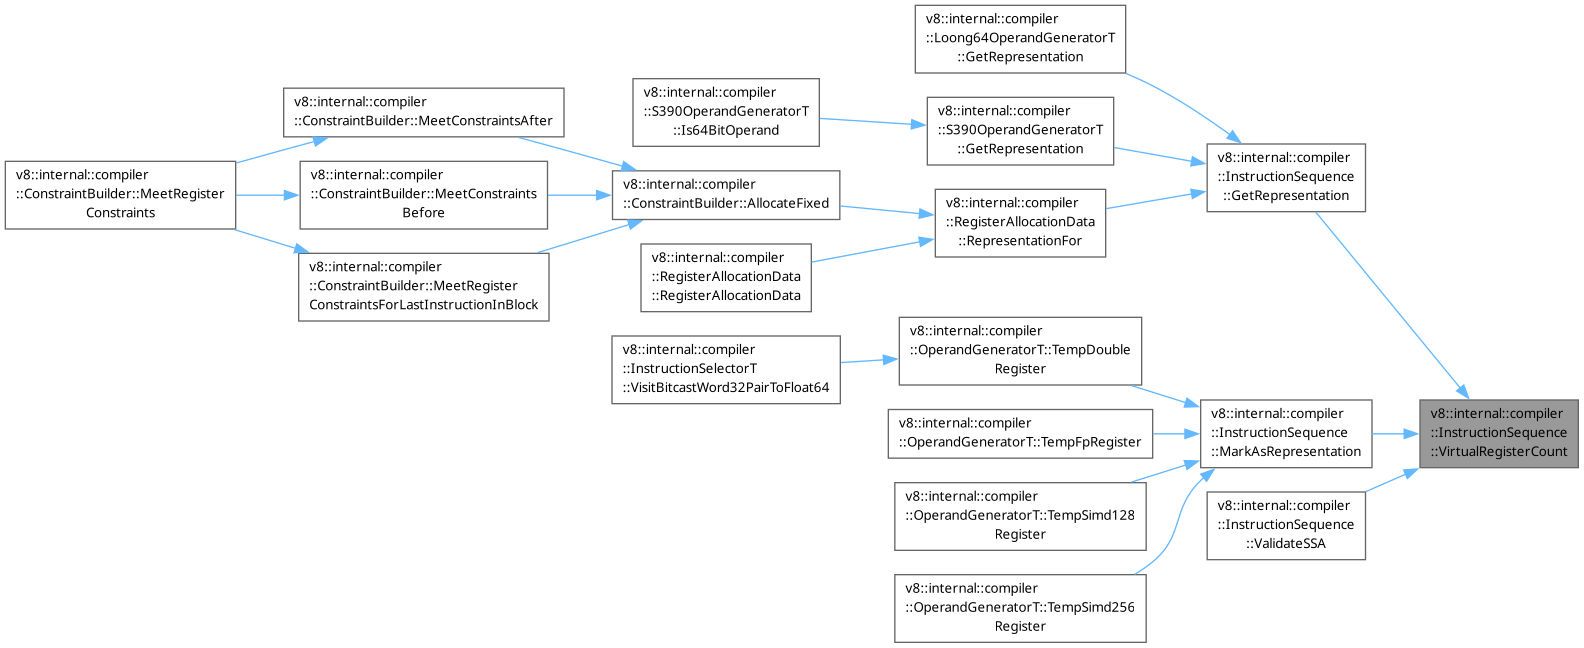 v8::internal::compiler
::Loong64OperandGeneratorT
::GetRepresentation
v8::internal::compiler
::S390OperandGeneratorT
::Is64BitOperand
v8::internal::compiler
::S390OperandGeneratorT
::GetRepresentation
v8::internal::compiler
::ConstraintBuilder::MeetConstraintsAfter
v8::internal::compiler
::InstructionSequence
::GetRepresentation
v8::internal::compiler
::ConstraintBuilder::MeetRegister
Constraints
v8::internal::compiler
::ConstraintBuilder::MeetConstraints
Before
v8::internal::compiler
::ConstraintBuilder::AllocateFixed
v8::internal::compiler
::RegisterAllocationData
::RepresentationFor
v8::internal::compiler
::RegisterAllocationData
::RegisterAllocationData
v8::internal::compiler
::ConstraintBuilder::MeetRegister
ConstraintsForLastInstructionInBlock
v8::internal::compiler
::InstructionSelectorT
::VisitBitcastWord32PairToFloat64
v8::internal::compiler
::OperandGeneratorT::TempDouble
Register
v8::internal::compiler
::OperandGeneratorT::TempFpRegister
v8::internal::compiler
::InstructionSequence
::MarkAsRepresentation
v8::internal::compiler
::InstructionSequence
::VirtualRegisterCount
v8::internal::compiler
::OperandGeneratorT::TempSimd128
Register
v8::internal::compiler
::InstructionSequence
::ValidateSSA
v8::internal::compiler
::OperandGeneratorT::TempSimd256
Register